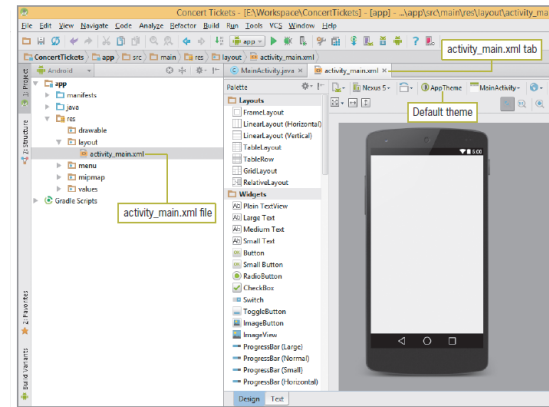 Concert Tickets - [E:\Workspace\ConcertTickets] - [app] - ...\app\src\main\res\layout\activity_ma
File Edit View Navigate Code Analyze Refactor Build Run Tools VCS Window Help
app
ConcertTickets app src main res layout activity_main.xml
activity_main.xml tab
Android
MainActivity.java × activity_main.xml ×
1: Project
app
manifests
java
res
drawable
layout
activity_main.xml
menu
mipmap
values
Gradle Scripts
activity_main.xml file
2: Structure
2: Favorites
Build Variants
Palette
Layouts
FrameLayout
LinearLayout (Horizontal)
LinearLayout (Vertical)
TableLayout
TableRow
GridLayout
RelativeLayout
Widgets
Plain TextView
Large Text
Medium Text
Small Text
Button
Small Button
RadioButton
CheckBox
Switch
ToggleButton
ImageButton
ImageView
ProgressBar (Large)
ProgressBar (Normal)
ProgressBar (Small)
ProgressBar (Horizontal)
Nexus 5 AppTheme MainActivity
Default theme
5:00
Design Text